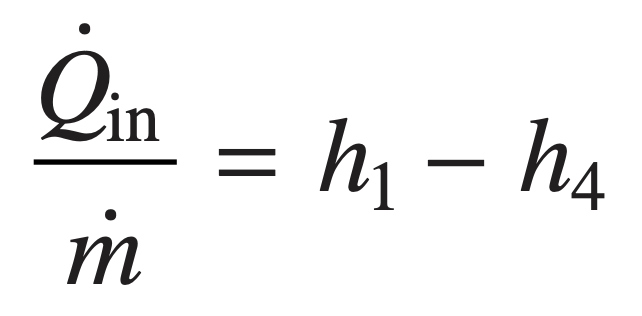 Q̇in/ṁ = h1 − h4